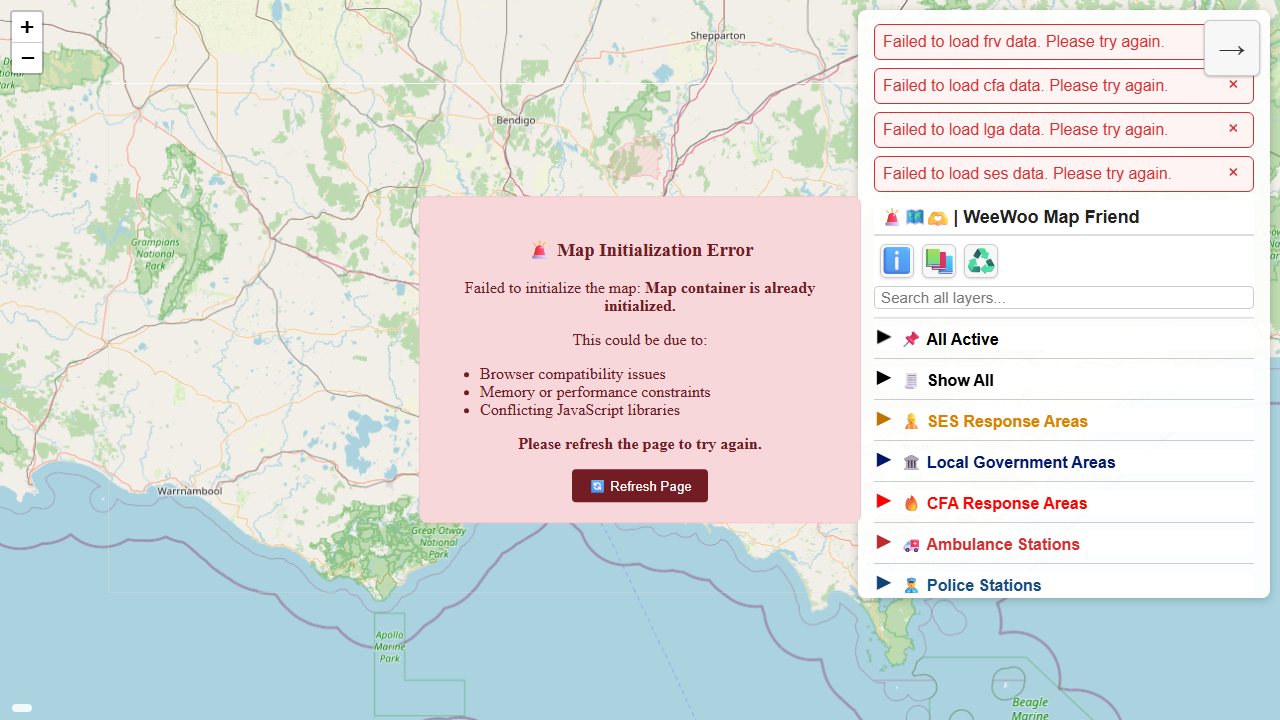 +
−
Shepparton
Bendigo
Grampians
National
Park
National
Park
Warrnambool
Great Otway
National
Park
Apollo
Marine
Park
Beagle
Marine
🚨 Map Initialization Error
Failed to initialize the map: Map container is already
initialized.
This could be due to:
• Browser compatibility issues
• Memory or performance constraints
• Conflicting JavaScript libraries
Please refresh the page to try again.
🔄 Refresh Page
Failed to load frv data. Please try again.
→
Failed to load cfa data. Please try again. ×
Failed to load lga data. Please try again. ×
Failed to load ses data. Please try again. ×
🚨🗺️🫶 | WeeWoo Map Friend
Search all layers...
▶ 📌 All Active
▶ 🧾 Show All
▶ 👷 SES Response Areas
▶ 🏛️ Local Government Areas
▶ 🔥 CFA Response Areas
▶ 🚑 Ambulance Stations
▶ 👮 Police Stations